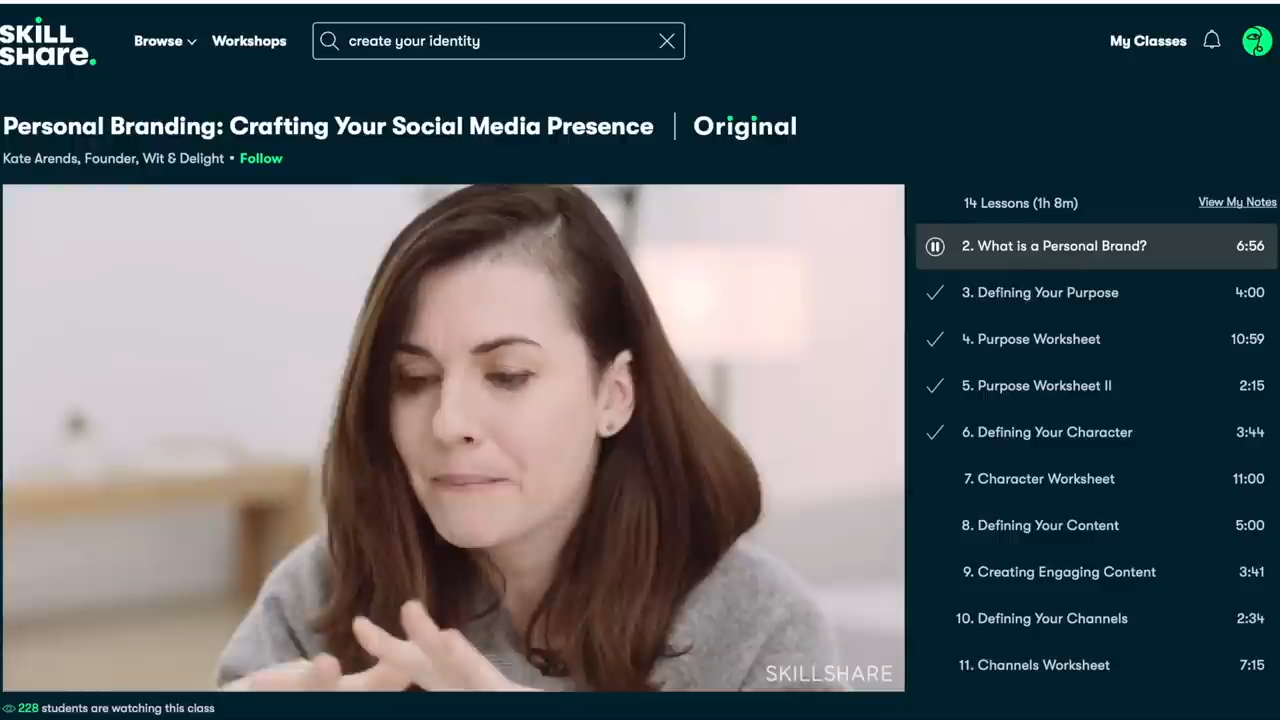 SKILL
SHARE.
Browse
Workshops
create your identity
My Classes
Personal Branding: Crafting Your Social Media Presence | Original
Kate Arends, Founder, Wit & Delight • Follow
14 Lessons (1h 8m)
View My Notes
2. What is a Personal Brand? 6:56
3. Defining Your Purpose 4:00
4. Purpose Worksheet 10:59
5. Purpose Worksheet II 2:15
6. Defining Your Character 3:44
7. Character Worksheet 11:00
8. Defining Your Content 5:00
9. Creating Engaging Content 3:41
10. Defining Your Channels 2:34
11. Channels Worksheet 7:15
SKILLSHARE
228 students are watching this class